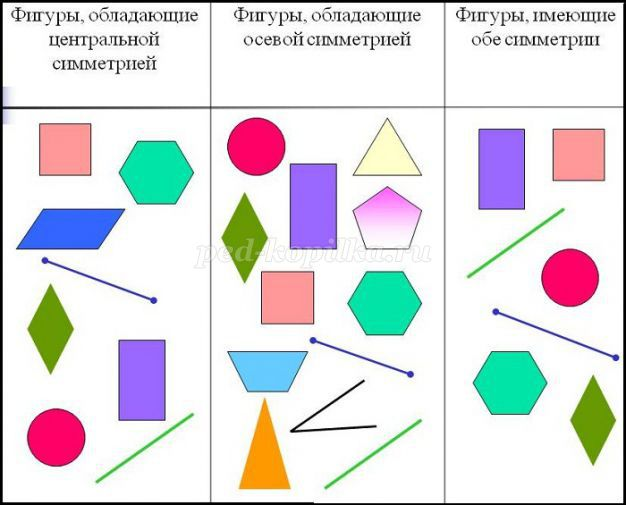 Фигуры, обладающие
центральной
симметрией
Фигуры, обладающие
осевой симметрией
Фигуры, имеющие
обе симметрии
ped-kopilka.ru